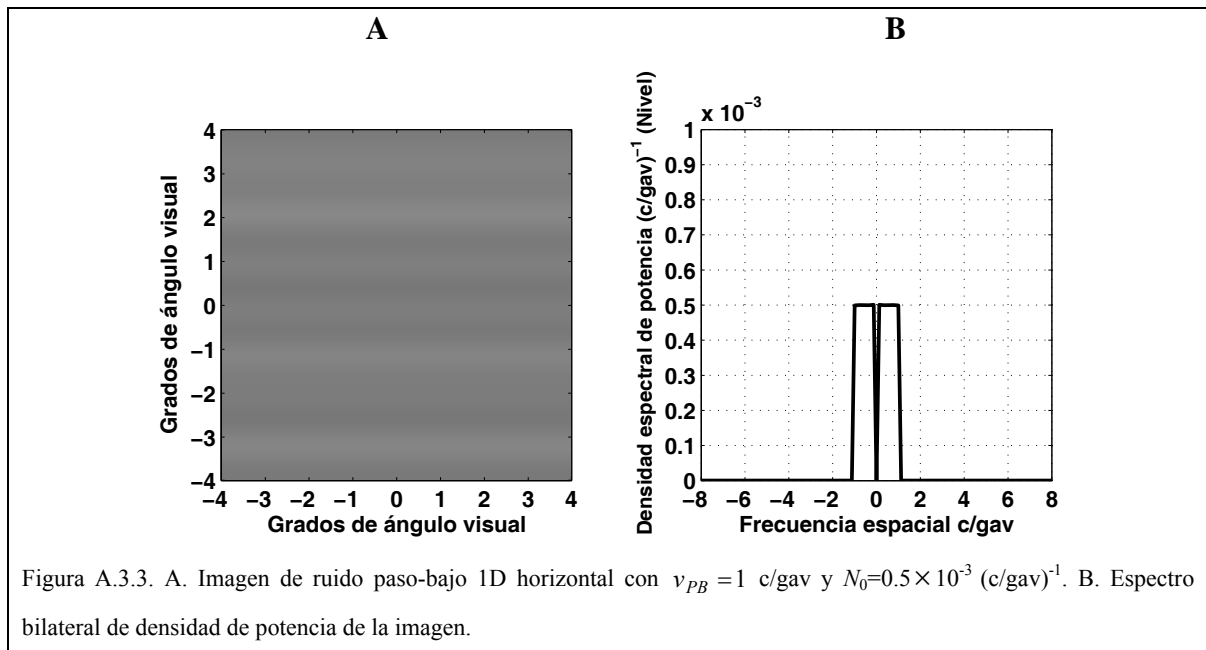 A
B
Grados de ángulo visual
4
3
2
1
0
−1
−2
−3
−4
−4 −3 −2 −1 0 1 2 3 4
Grados de ángulo visual
Densidad espectral de potencia (c/gav)⁻¹ (Nivel)
x 10⁻³
1
0.9
0.8
0.7
0.6
0.5
0.4
0.3
0.2
0.1
0
−8 −6 −4 −2 0 2 4 6 8
Frecuencia espacial c/gav
Figura A.3.3. A. Imagen de ruido paso-bajo 1D horizontal con ν_PB = 1 c/gav y N₀=0.5×10⁻³ (c/gav)⁻¹. B. Espectro
bilateral de densidad de potencia de la imagen.